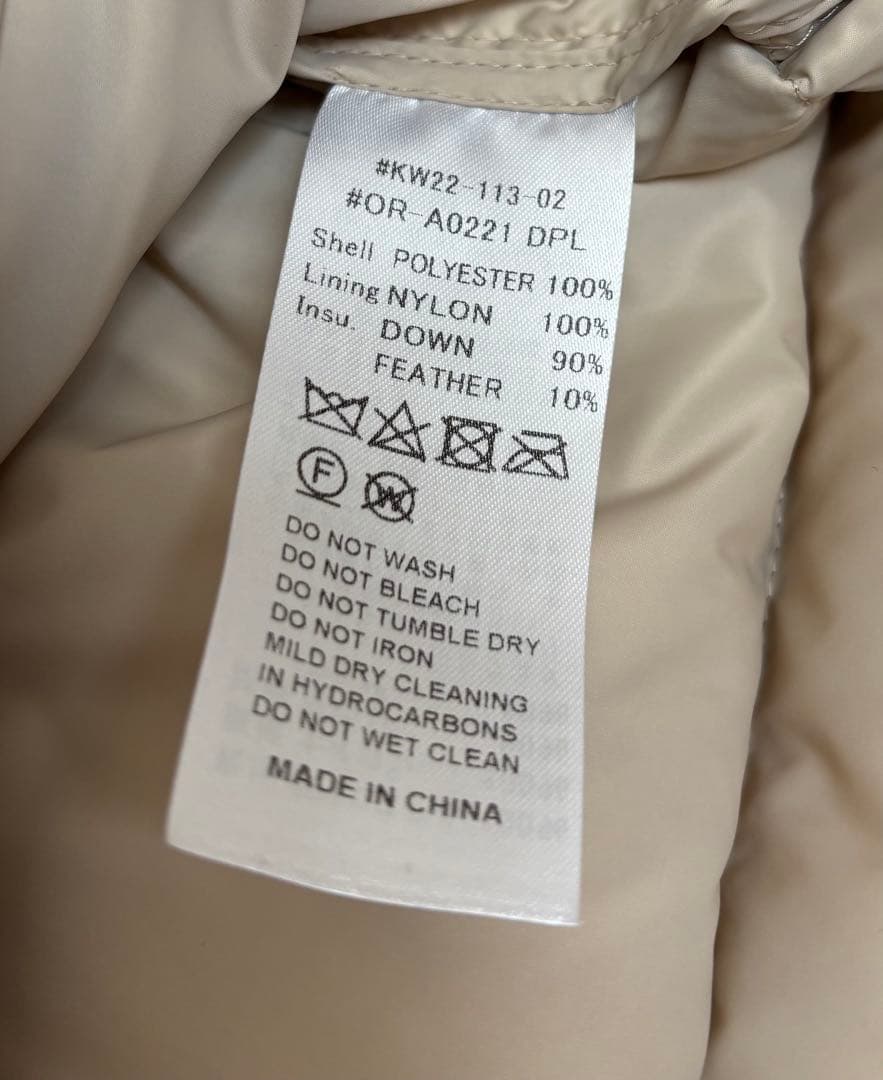 #KW22-113-02
#OR-A0221 DPL
Shell POLYESTER 100%
Lining NYLON 100%
Insu. DOWN 90%
FEATHER 10%
F W
DO NOT WASH
DO NOT BLEACH
DO NOT TUMBLE DRY
DO NOT IRON
MILD DRY CLEANING
IN HYDROCARBONS
DO NOT WET CLEAN
MADE IN CHINA